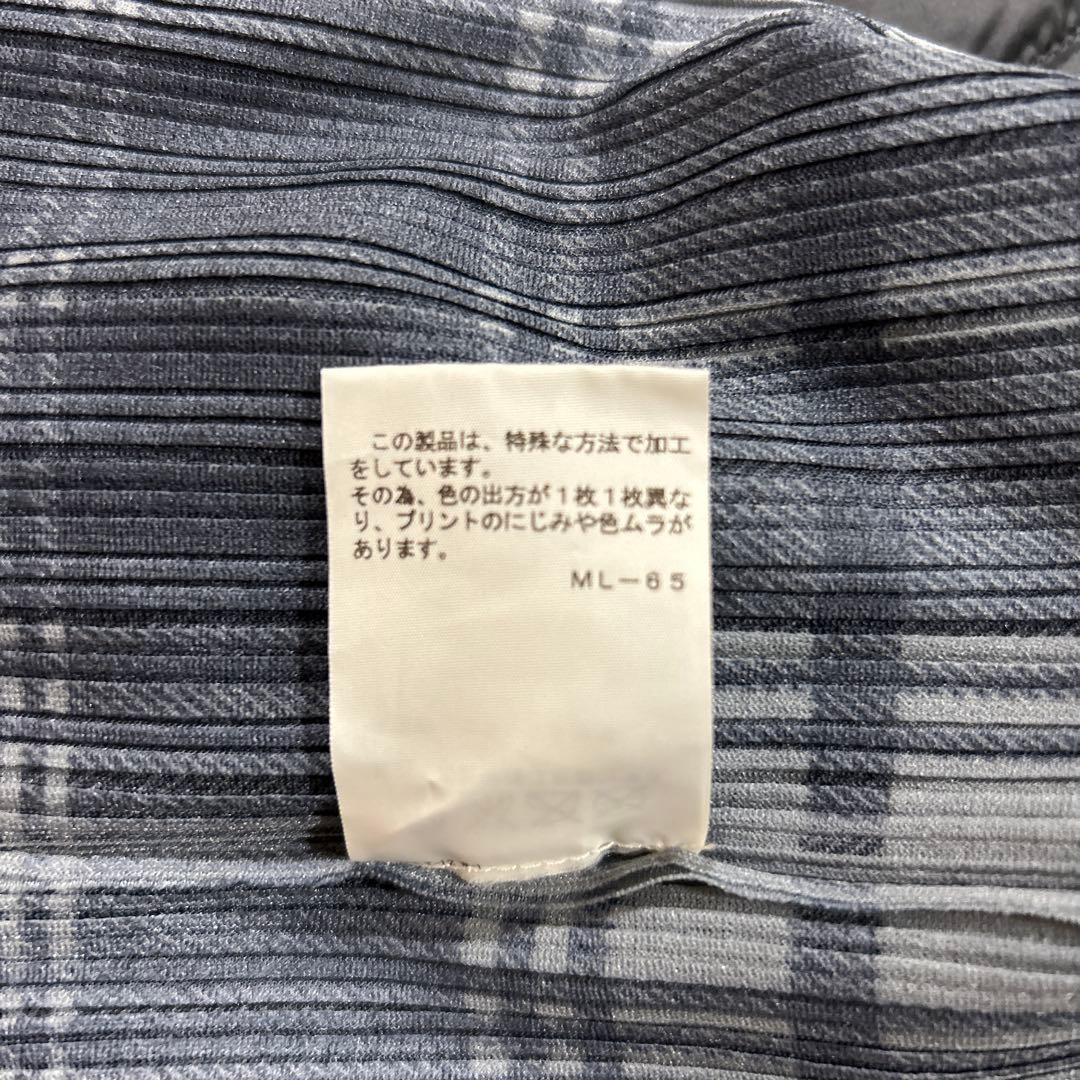 この製品は、特殊な方法で加工
をしています。
その為、色の出方が１枚１枚異な
り、プリントのにじみや色ムラが
あります。
ＭＬ－６５